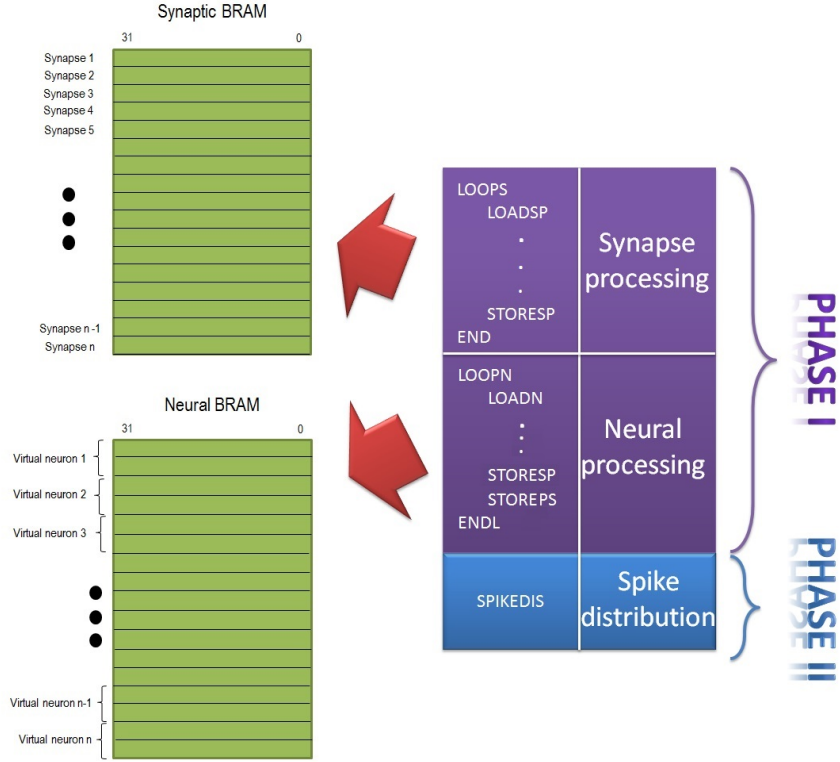 Synaptic BRAM
31 0
Synapse 1
Synapse 2
Synapse 3
Synapse 4
Synapse 5
Synapse n -1
Synapse n
Neural BRAM
31 0
Virtual neuron 1
Virtual neuron 2
Virtual neuron 3
Virtual neuron n-1
Virtual neuron n
LOOPS
LOADSP
.
.
.
STORESP
END
Synapse
processing
LOOPN
LOADN
.
.
.
STORESP
STOREPS
ENDL
Neural
processing
SPIKEDIS
Spike
distribution
PHASE I
PHASE II